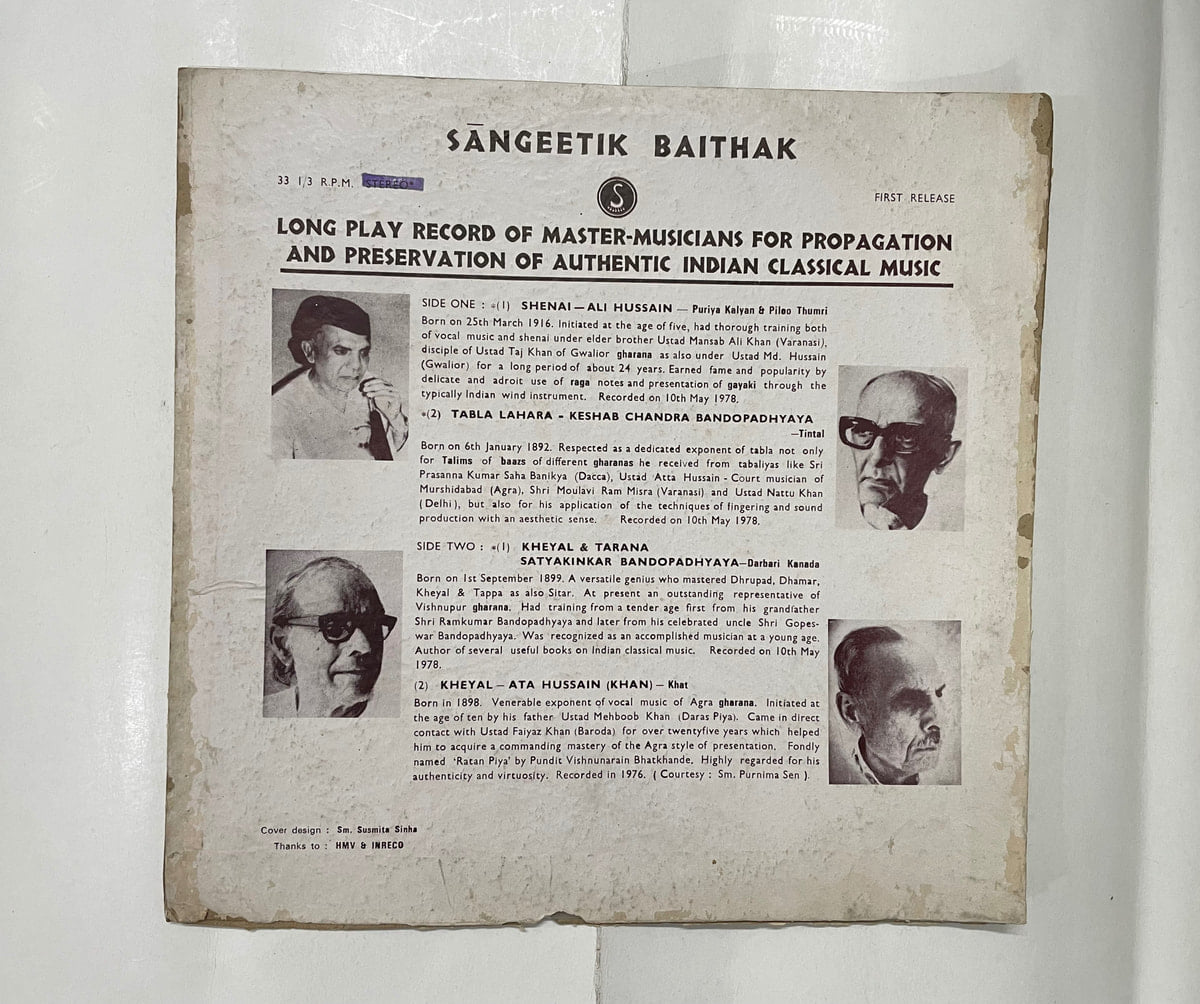 SĀNGEETIK BAITHAK
33 1/3 R.P.M. STEREO*
S
FIRST RELEASE
LONG PLAY RECORD OF MASTER-MUSICIANS FOR PROPAGATION
AND PRESERVATION OF AUTHENTIC INDIAN CLASSICAL MUSIC
SIDE ONE : *(1) SHENAI—ALI HUSSAIN — Puriya Kalyan & Piloo Thumri
Born on 25th March 1916. Initiated at the age of five, had thorough training both
of vocal music and shenai under elder brother Ustad Mansab Ali Khan (Varanasi),
disciple of Ustad Taj Khan of Gwalior gharana as also under Ustad Md. Hussain
(Gwalior) for a long period of about 24 years. Earned fame and popularity by
delicate and adroit use of raga notes and presentation of gayaki through the
typically Indian wind instrument. Recorded on 10th May 1978.
*(2) TABLA LAHARA - KESHAB CHANDRA BANDOPADHYAYA
—Tintal
Born on 6th January 1892. Respected as a dedicated exponent of tabla not only
for Talims of baazs of different gharanas he received from tabaliyas like Sri
Prasanna Kumar Saha Banikya (Dacca), Ustad Atta Hussain - Court musician of
Murshidabad (Agra), Shri Moulavi Ram Misra (Varanasi) and Ustad Nattu Khan
(Delhi), but also for his application of the techniques of fingering and sound
production with an aesthetic sense. Recorded on 10th May 1978.
SIDE TWO : *(1) KHEYAL & TARANA
SATYAKINKAR BANDOPADHYAYA—Darbari Kanada
Born on 1st September 1899. A versatile genius who mastered Dhrupad, Dhamar,
Kheyal & Tappa as also Sitar. At present an outstanding representative of
Vishnupur gharana. Had training from a tender age first from his grandfather
Shri Ramkumar Bandopadhyaya and later from his celebrated uncle Shri Gopes-
war Bandopadhyaya. Was recognized as an accomplished musician at a young age.
Author of several useful books on Indian classical music. Recorded on 10th May
1978.
(2) KHEYAL — ATA HUSSAIN (KHAN) — Khat
Born in 1898. Venerable exponent of vocal music of Agra gharana. Initiated at
the age of ten by his father Ustad Mehboob Khan (Daras Piya). Came in direct
contact with Ustad Faiyaz Khan (Baroda) for over twentyfive years which helped
him to acquire a commanding mastery of the Agra style of presentation. Fondly
named 'Ratan Piya' by Pundit Vishnunarain Bhatkhande. Highly regarded for his
authenticity and virtuosity. Recorded in 1976. ( Courtesy : Sm. Purnima Sen ).
Cover design : Sm. Susmita Sinha
Thanks to : HMV & INRECO